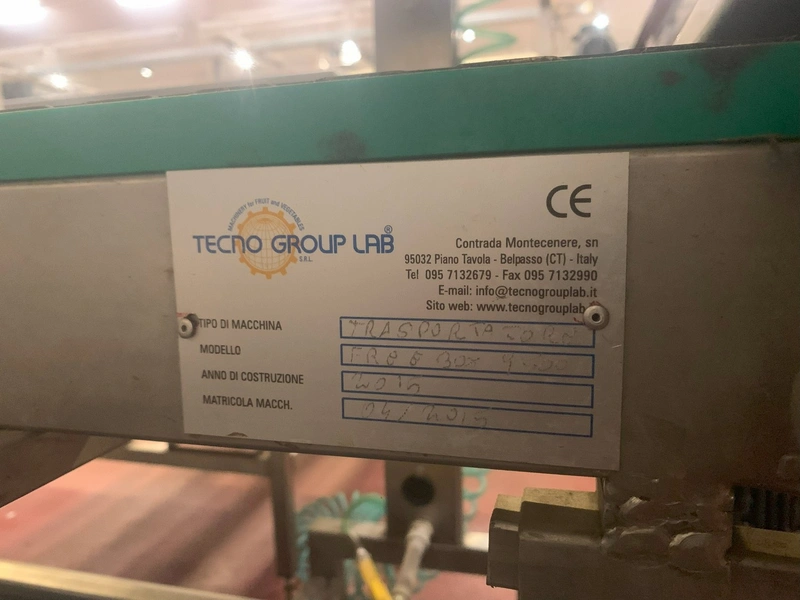 MACHINERY for FRUIT and VEGETABLES
TECNO GROUP LAB®
S.R.L.
CE
Contrada Montecenere, sn
95032 Piano Tavola - Belpasso (CT) - Italy
Tel 095 7132679 - Fax 095 7132990
E-mail: info@tecnogrouplab.it
Sito web: www.tecnogrouplab
TIPO DI MACCHINA TRASPORTATORE
MODELLO FREE BOX
ANNO DI COSTRUZIONE
MATRICOLA MACCH.